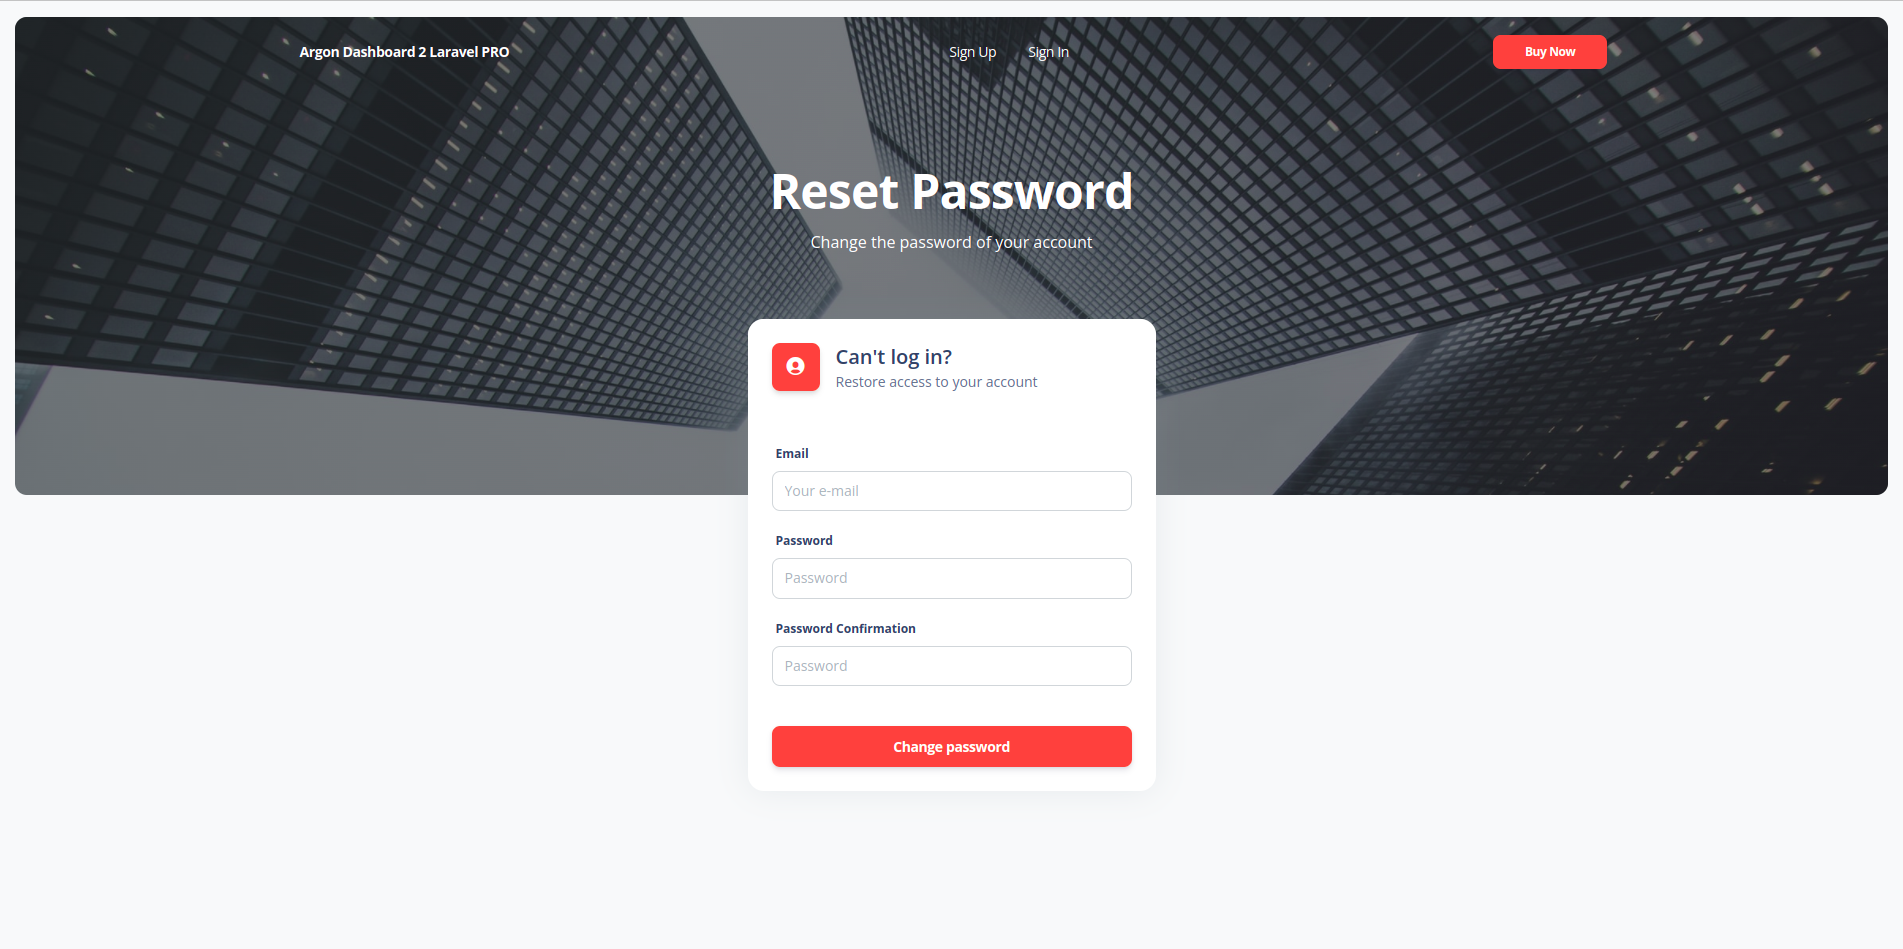 Argon Dashboard 2 Laravel PRO
Sign Up
Sign In
Buy Now
Reset Password
Change the password of your account
Can't log in?
Restore access to your account
Email
Your e-mail
Password
Password
Password Confirmation
Password
Change password